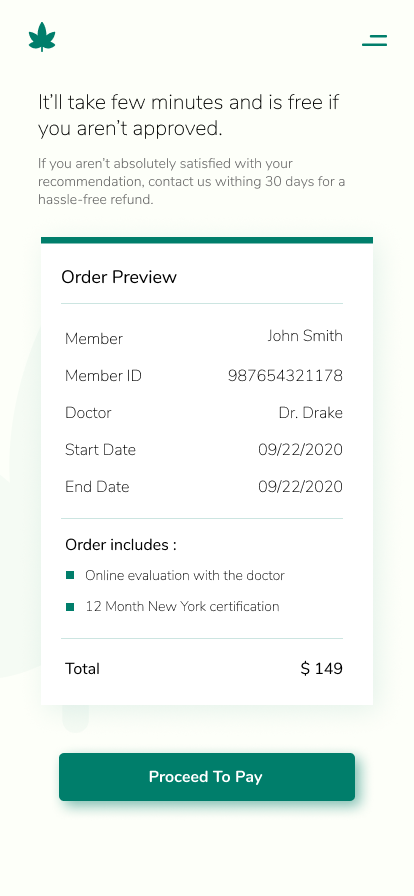 It'll take few minutes and is free if
you aren't approved.
If you aren't absolutely satisfied with your
recommendation, contact us withing 30 days for a
hassle-free refund.
Order Preview
Member John Smith
Member ID 987654321178
Doctor Dr. Drake
Start Date 09/22/2020
End Date 09/22/2020
Order includes :
Online evaluation with the doctor
12 Month New York certification
Total $ 149
Proceed To Pay